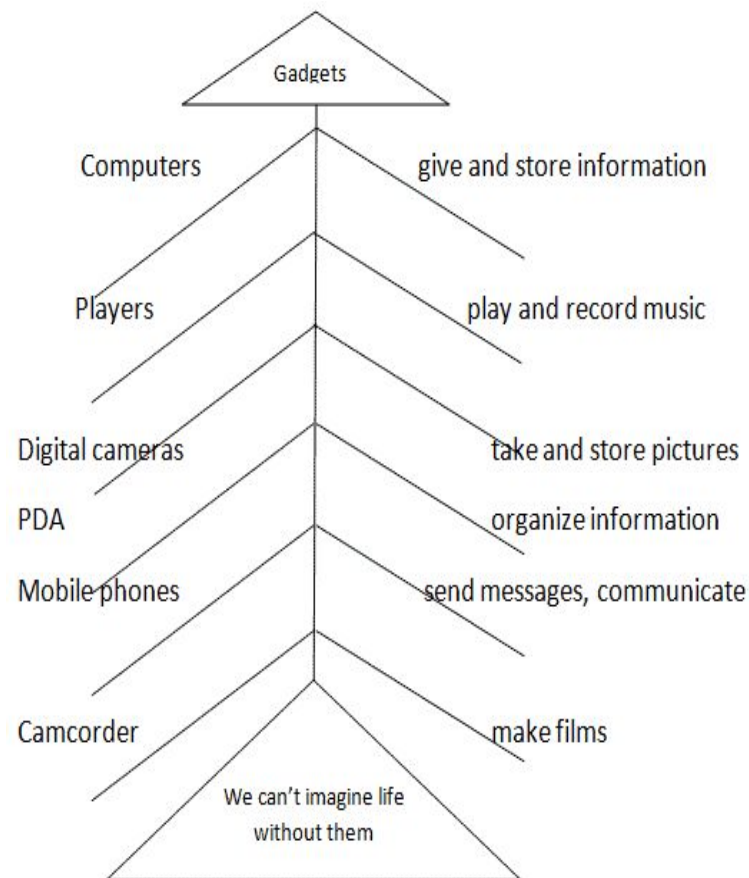 Gadgets
Computers give and store information
Players play and record music
Digital cameras take and store pictures
PDA organize information
Mobile phones send messages, communicate
Camcorder make films
We can't imagine life
without them